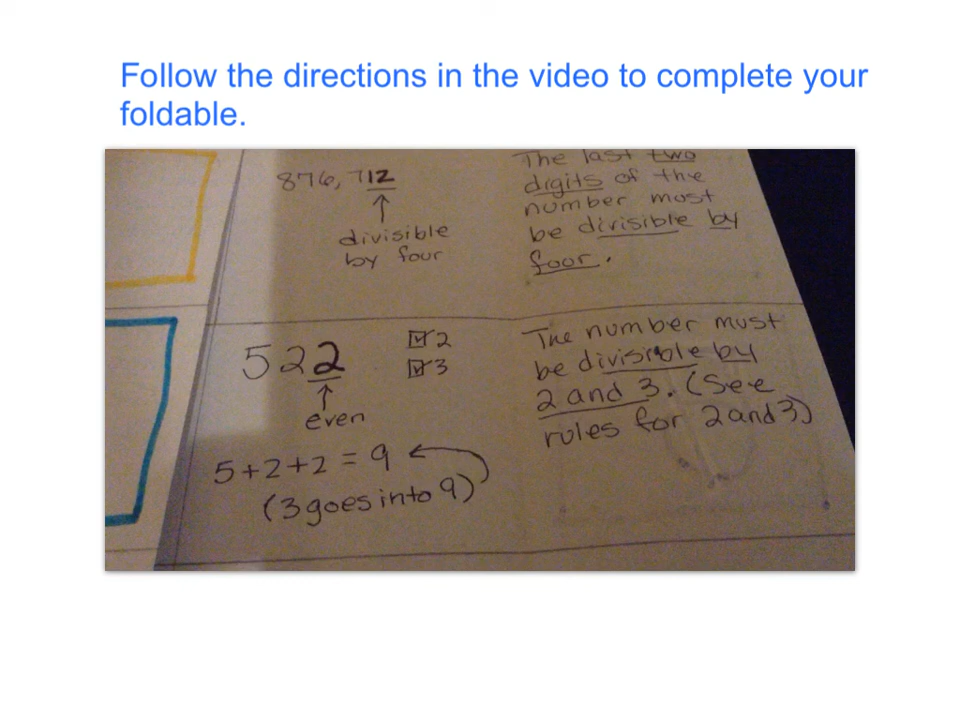 Follow the directions in the video to complete your
foldable.
876,712
↑
divisible
by four
The last two
digits of the
number must
be divisible by
four.
522
↑
even
☑2
☑3
5+2+2=9
(3 goes into 9)
The number must
be divisible by
2 and 3. (See
rules for 2 and 3)